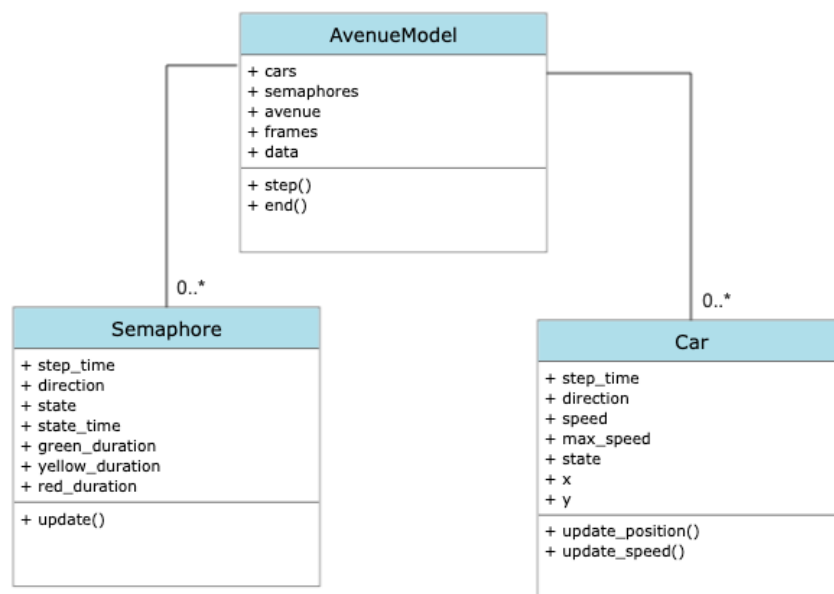 AvenueModel
+ cars
+ semaphores
+ avenue
+ frames
+ data
+ step()
+ end()
0..*
Semaphore
+ step_time
+ direction
+ state
+ state_time
+ green_duration
+ yellow_duration
+ red_duration
+ update()
0..*
Car
+ step_time
+ direction
+ speed
+ max_speed
+ state
+ x
+ y
+ update_position()
+ update_speed()